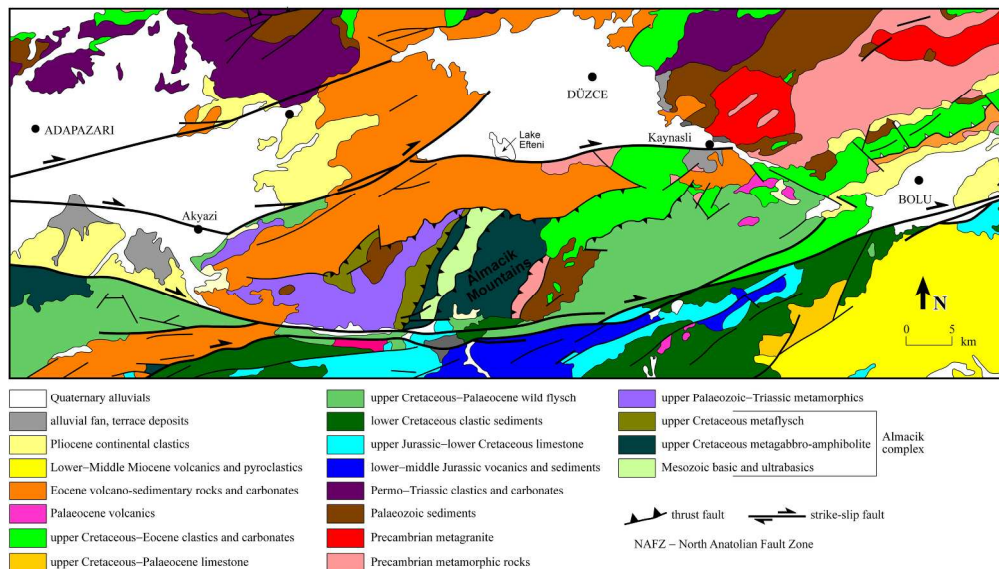 ADAPAZARI
DÜZCE
Lake
Efteni
Kaynasli
BOLU
Akyazi
Almacik
Mountains
N
0 5
km
Quaternary alluvials
alluvial fan, terrace deposits
Pliocene continental clastics
Lower–Middle Miocene volcanics and pyroclastics
Eocene volcano-sedimentary rocks and carbonates
Palaeocene volcanics
upper Cretaceous–Eocene clastics and carbonates
upper Cretaceous–Palaeocene limestone
upper Cretaceous–Palaeocene wild flysch
lower Cretaceous clastic sediments
upper Jurassic–lower Cretaceous limestone
lower–middle Jurassic vocanics and sediments
Permo–Triassic clastics and carbonates
Palaeozoic sediments
Precambrian metagranite
Precambrian metamorphic rocks
upper Palaeozoic–Triassic metamorphics
upper Cretaceous metaflysch
upper Cretaceous metagabbro-amphibolite
Mesozoic basic and ultrabasics
Almacik
complex
thrust fault
strike-slip fault
NAFZ – North Anatolian Fault Zone